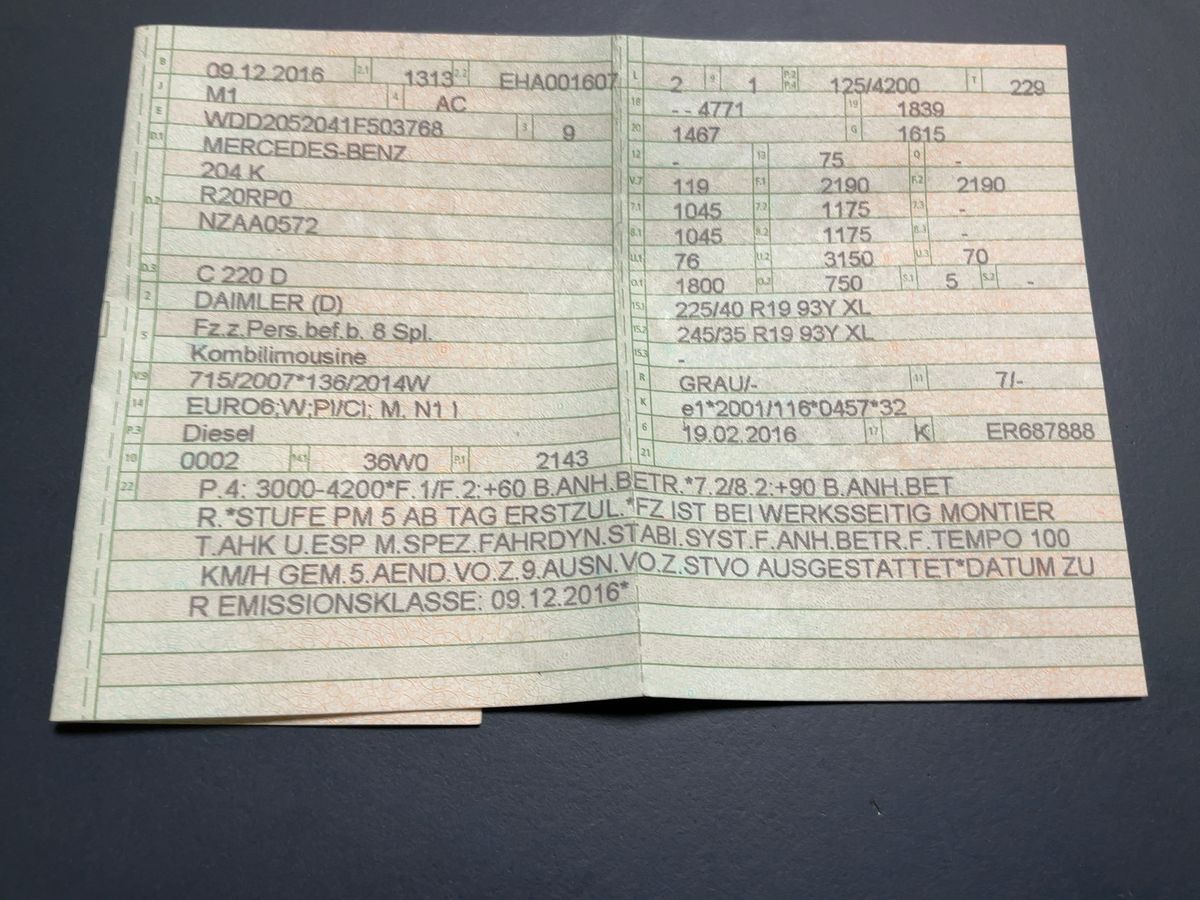 B 09.12.2016 2.1 1313 2.2 EHA001607
J M1 4 AC
E WDD2052041F503768 3 9
D.1 MERCEDES-BENZ
204 K
D.2 R20RP0
NZAA0572
D.3 C 220 D
2 DAIMLER (D)
5 Fz.z.Pers.bef.b. 8 Spl.
Kombilimousine
V.9 715/2007*136/2014W
14 EURO6;W;PI/CI; M, N1 I
P.3 Diesel
10 0002 14.1 36W0 P.1 2143
L 2 9 1 P.2 P.4 125/4200 T 229
18 - - 4771 19 1839
20 1467 G 1615
12 - 13 75 Q -
V.7 119 F.1 2190 F.2 2190
7.1 1045 7.2 1175 7.3 -
8.1 1045 8.2 1175 8.3 -
U.1 76 U.2 3150 U.3 70
O.1 1800 O.2 750 S.1 5 S.2 -
15.1 225/40 R19 93Y XL
15.2 245/35 R19 93Y XL
15.3 -
R GRAU/- 11 7/-
K e1*2001/116*0457*32
6 19.02.2016 17 K ER687888
21
22 P.4: 3000-4200*F.1/F.2:+60 B.ANH.BETR.*7.2/8.2:+90 B.ANH.BET
R.*STUFE PM 5 AB TAG ERSTZUL.*FZ IST BEI WERKSSEITIG MONTIER
T.AHK U.ESP M.SPEZ.FAHRDYN.STABI.SYST.F.ANH.BETR.F.TEMPO 100
KM/H GEM.5.AEND.VO.Z.9.AUSN.VO.Z.STVO AUSGESTATTET*DATUM ZU
R EMISSIONSKLASSE: 09.12.2016*